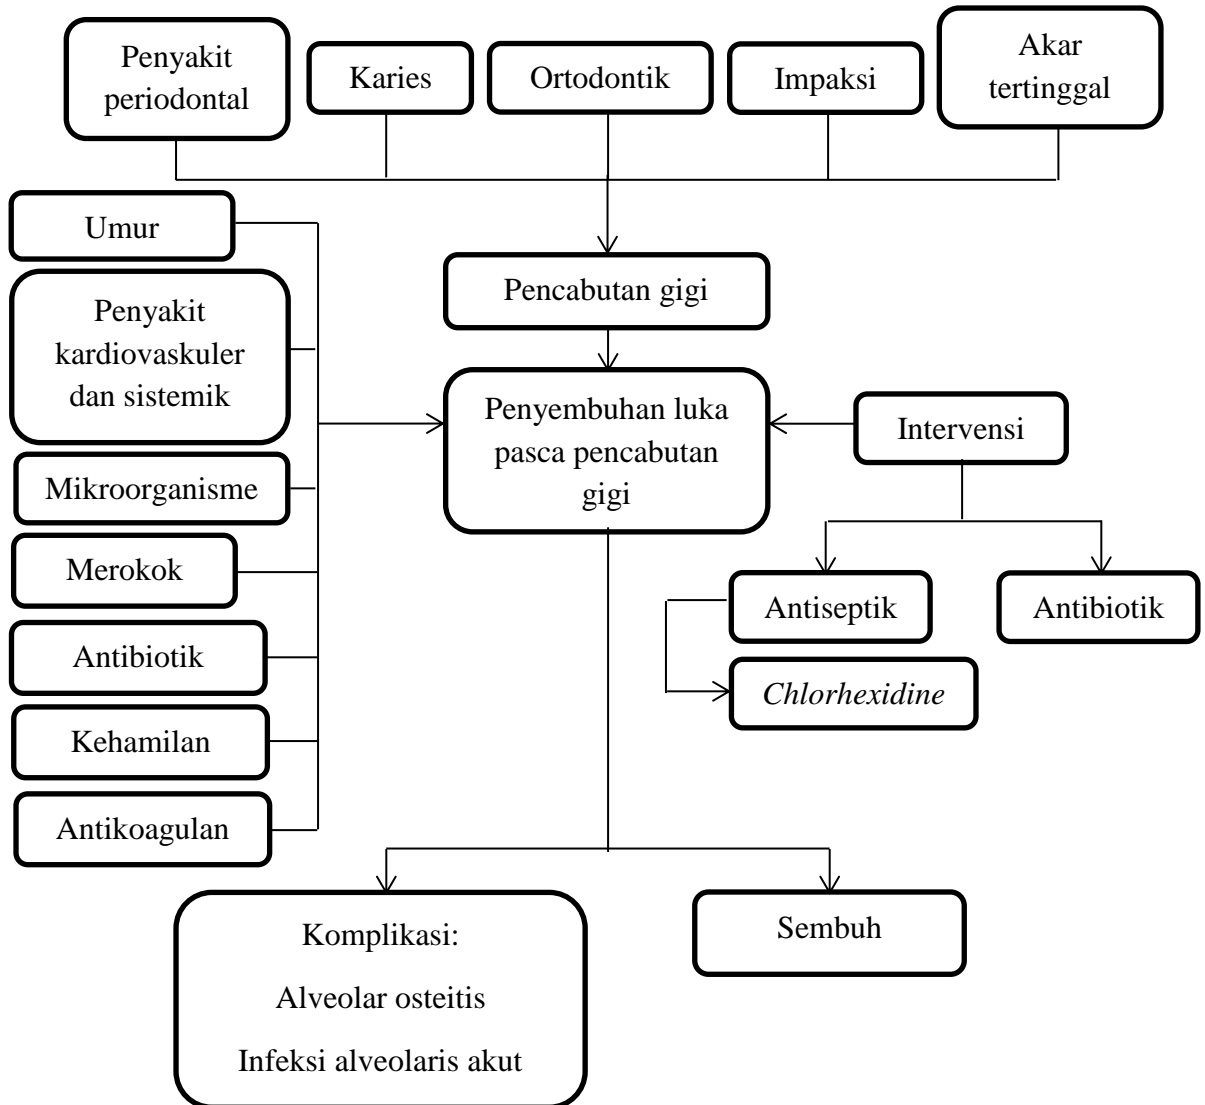 Penyakit
periodontal
Karies
Ortodontik
Impaksi
Akar
tertinggal
Umur
Penyakit
kardiovaskuler
dan sistemik
Mikroorganisme
Merokok
Antibiotik
Kehamilan
Antikoagulan
Pencabutan gigi
Penyembuhan luka
pasca pencabutan
gigi
Intervensi
Antiseptik
Antibiotik
Chlorhexidine
Komplikasi:
Alveolar osteitis
Infeksi alveolaris akut
Sembuh